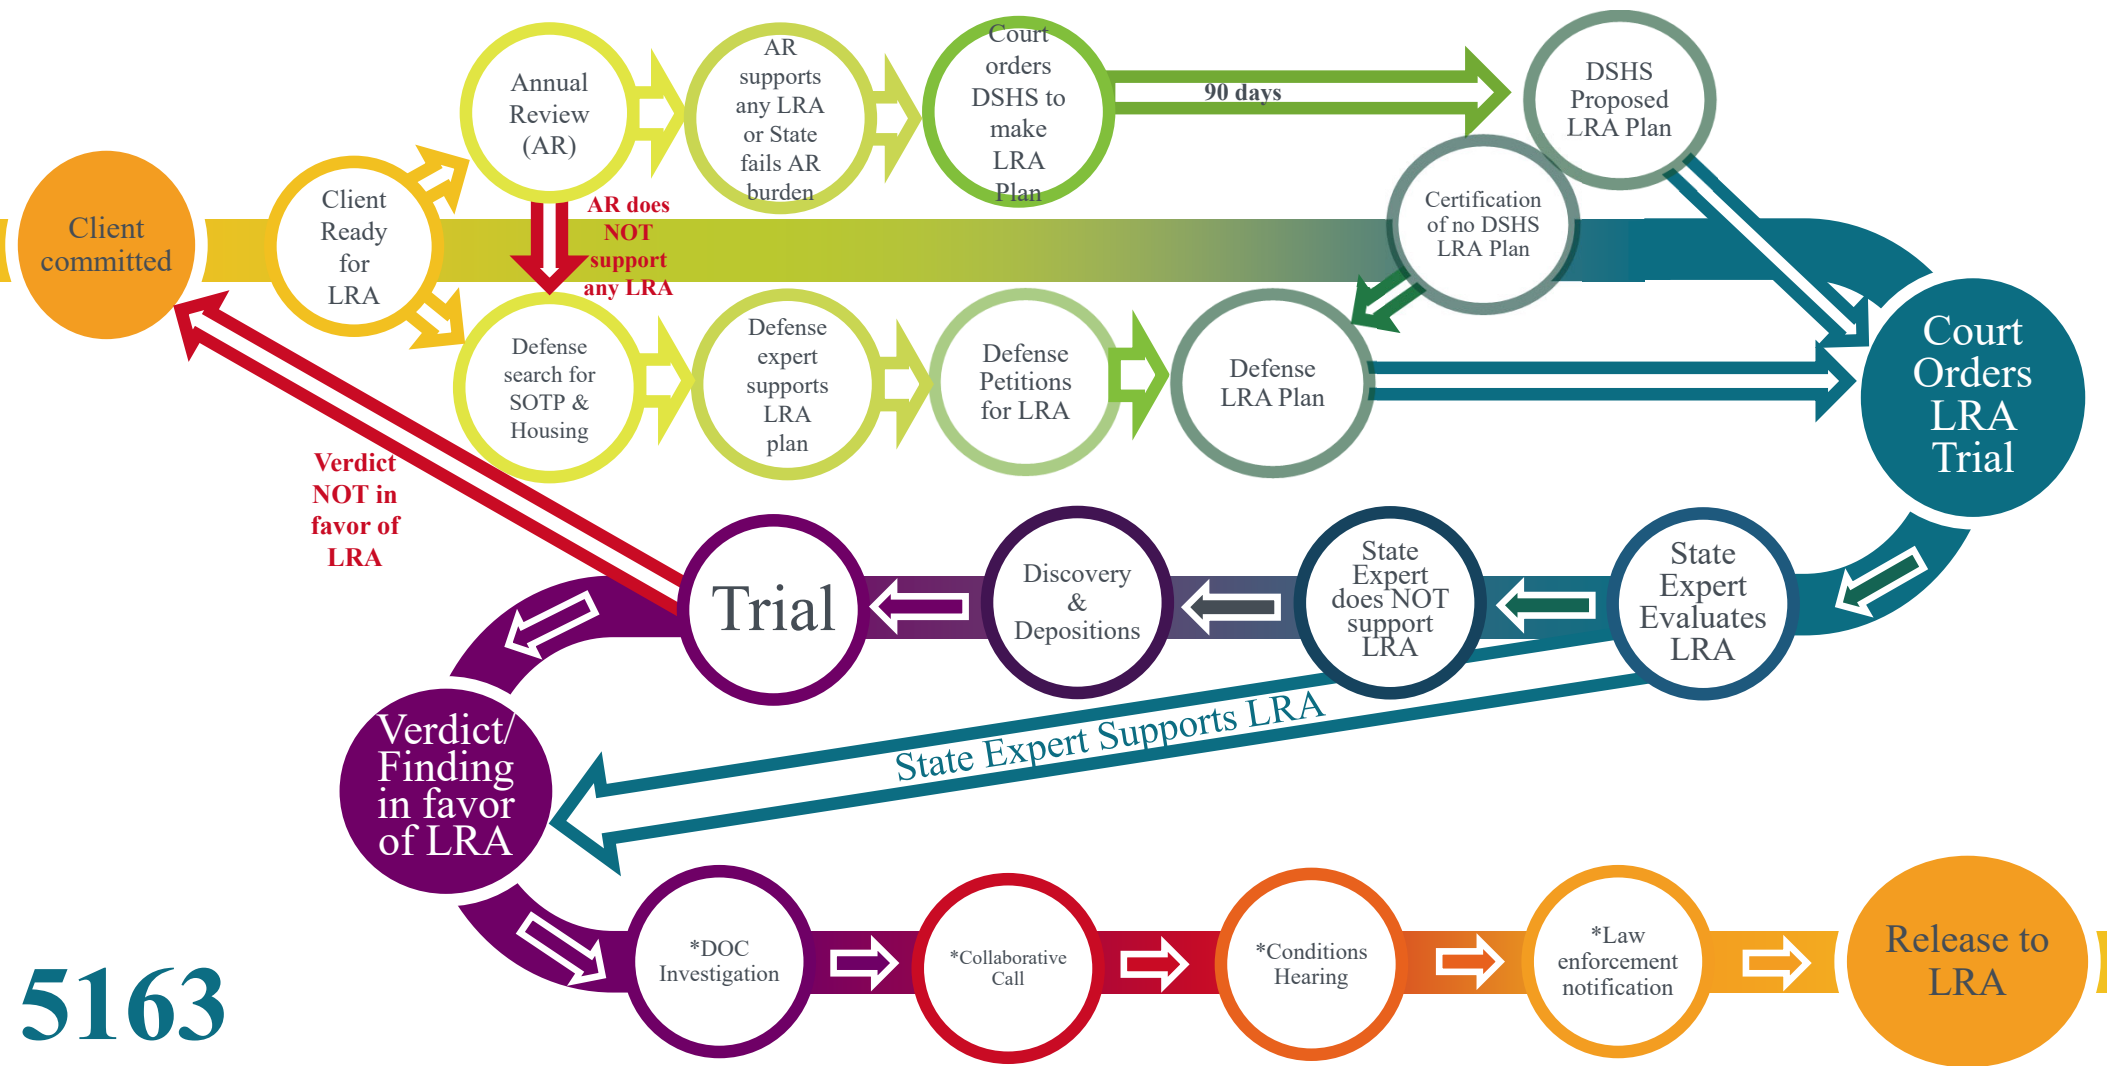 Client
committed
Client
Ready
for
LRA
Annual
Review
(AR)
AR
supports
any LRA
or State
fails AR
burden
Court
orders
DSHS to
make
LRA
Plan
90 days
DSHS
Proposed
LRA Plan
Certification
of no DSHS
LRA Plan
AR does
NOT
support
any LRA
Defense
search for
SOTP &
Housing
Defense
expert
supports
LRA
plan
Defense
Petitions
for LRA
Defense
LRA Plan
Court
Orders
LRA
Trial
State
Expert
Evaluates
LRA
State
Expert
does NOT
support
LRA
Discovery
&
Depositions
Trial
Verdict
NOT in
favor of
LRA
State Expert Supports LRA
Verdict/
Finding
in favor
of LRA
*DOC
Investigation
*Collaborative
Call
*Conditions
Hearing
*Law
enforcement
notification
Release to
LRA
5163